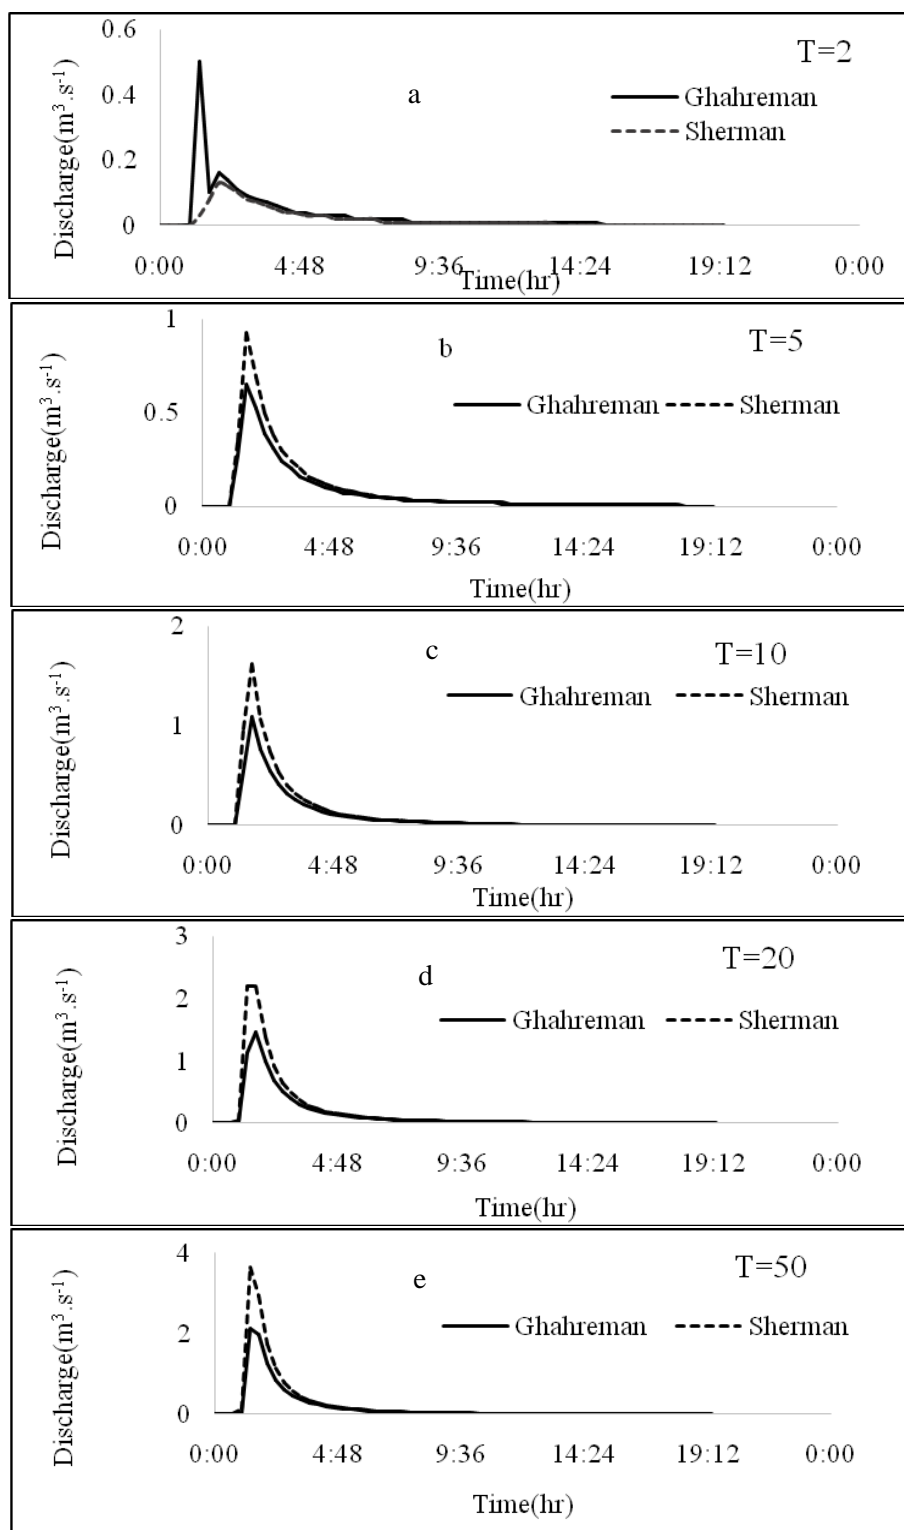 0.6
T=2
a
Ghahreman
Sherman
0.4
0.2
0
Discharge(m³.s⁻¹)
0:00 4:48 9:36 14:24 19:12 0:00
Time(hr)
1
T=5
b
Ghahreman Sherman
0.5
0
Discharge(m³.s⁻¹)
0:00 4:48 9:36 14:24 19:12 0:00
Time(hr)
2
T=10
c
Ghahreman Sherman
1
0
Discharge(m³.s⁻¹)
0:00 4:48 9:36 14:24 19:12 0:00
Time(hr)
3
T=20
d
2
Ghahreman Sherman
1
0
Discharge(m³.s⁻¹)
0:00 4:48 9:36 14:24 19:12 0:00
Time(hr)
4
T=50
e
Ghahreman Sherman
2
0
Discharge(m³.s⁻¹)
0:00 4:48 9:36 14:24 19:12 0:00
Time(hr)